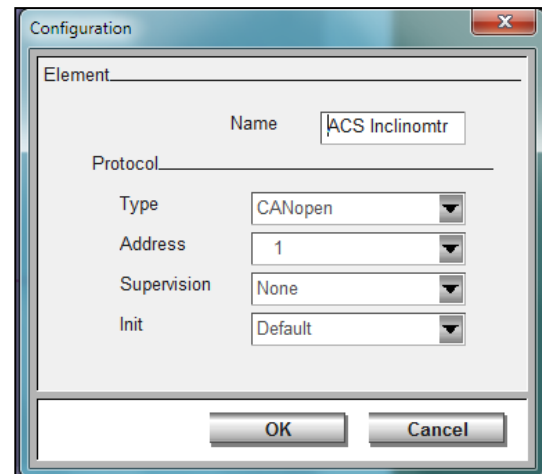 Configuration
Element
Name ACS Inclinomtr
Protocol
Type CANopen
Address 1
Supervision None
Init Default
OK Cancel